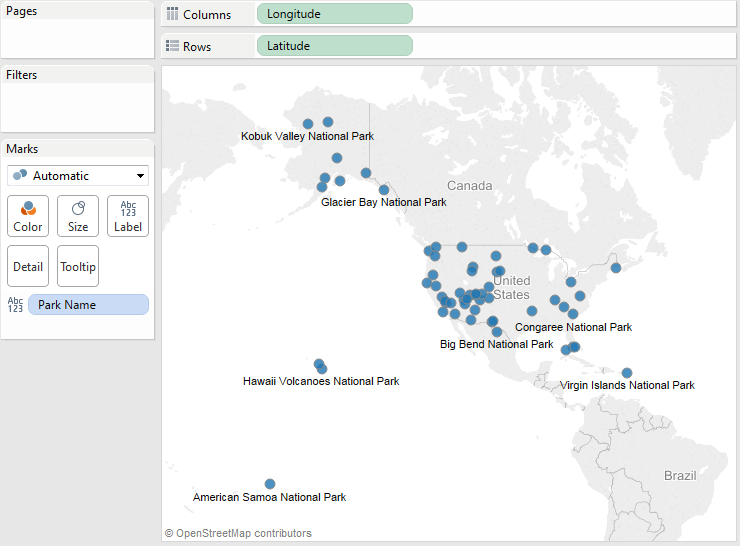 Pages
Columns
Longitude
Rows
Latitude
Filters
Marks
Automatic
Color
Size
Abc
123
Label
Detail
Tooltip
Abc
123
Park Name
Kobuk Valley National Park
Canada
Glacier Bay National Park
United
States
Congaree National Park
Big Bend National Park
Hawaii Volcanoes National Park
Virgin Islands National Park
Brazil
American Samoa National Park
© OpenStreetMap contributors